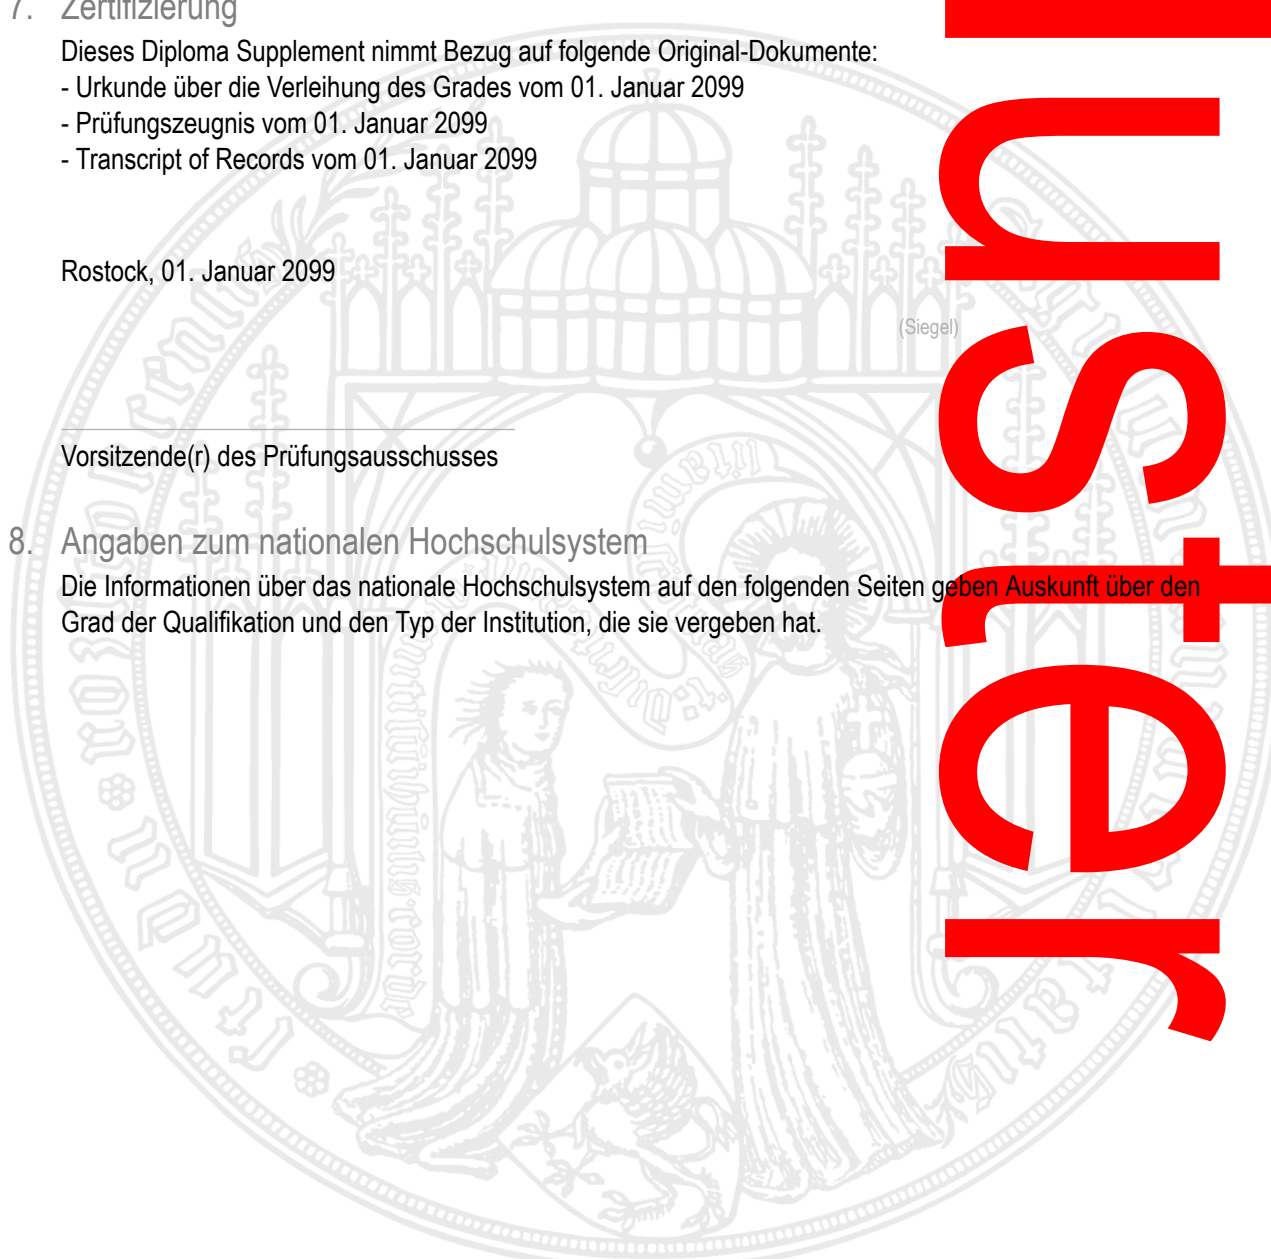 7. Zertifizierung
Dieses Diploma Supplement nimmt Bezug auf folgende Original-Dokumente:
- Urkunde über die Verleihung des Grades vom 01. Januar 2099
- Prüfungszeugnis vom 01. Januar 2099
- Transcript of Records vom 01. Januar 2099
Rostock, 01. Januar 2099
(Siegel)
Vorsitzende(r) des Prüfungsausschusses
8. Angaben zum nationalen Hochschulsystem
Die Informationen über das nationale Hochschulsystem auf den folgenden Seiten geben Auskunft über den
Grad der Qualifikation und den Typ der Institution, die sie vergeben hat.
uster